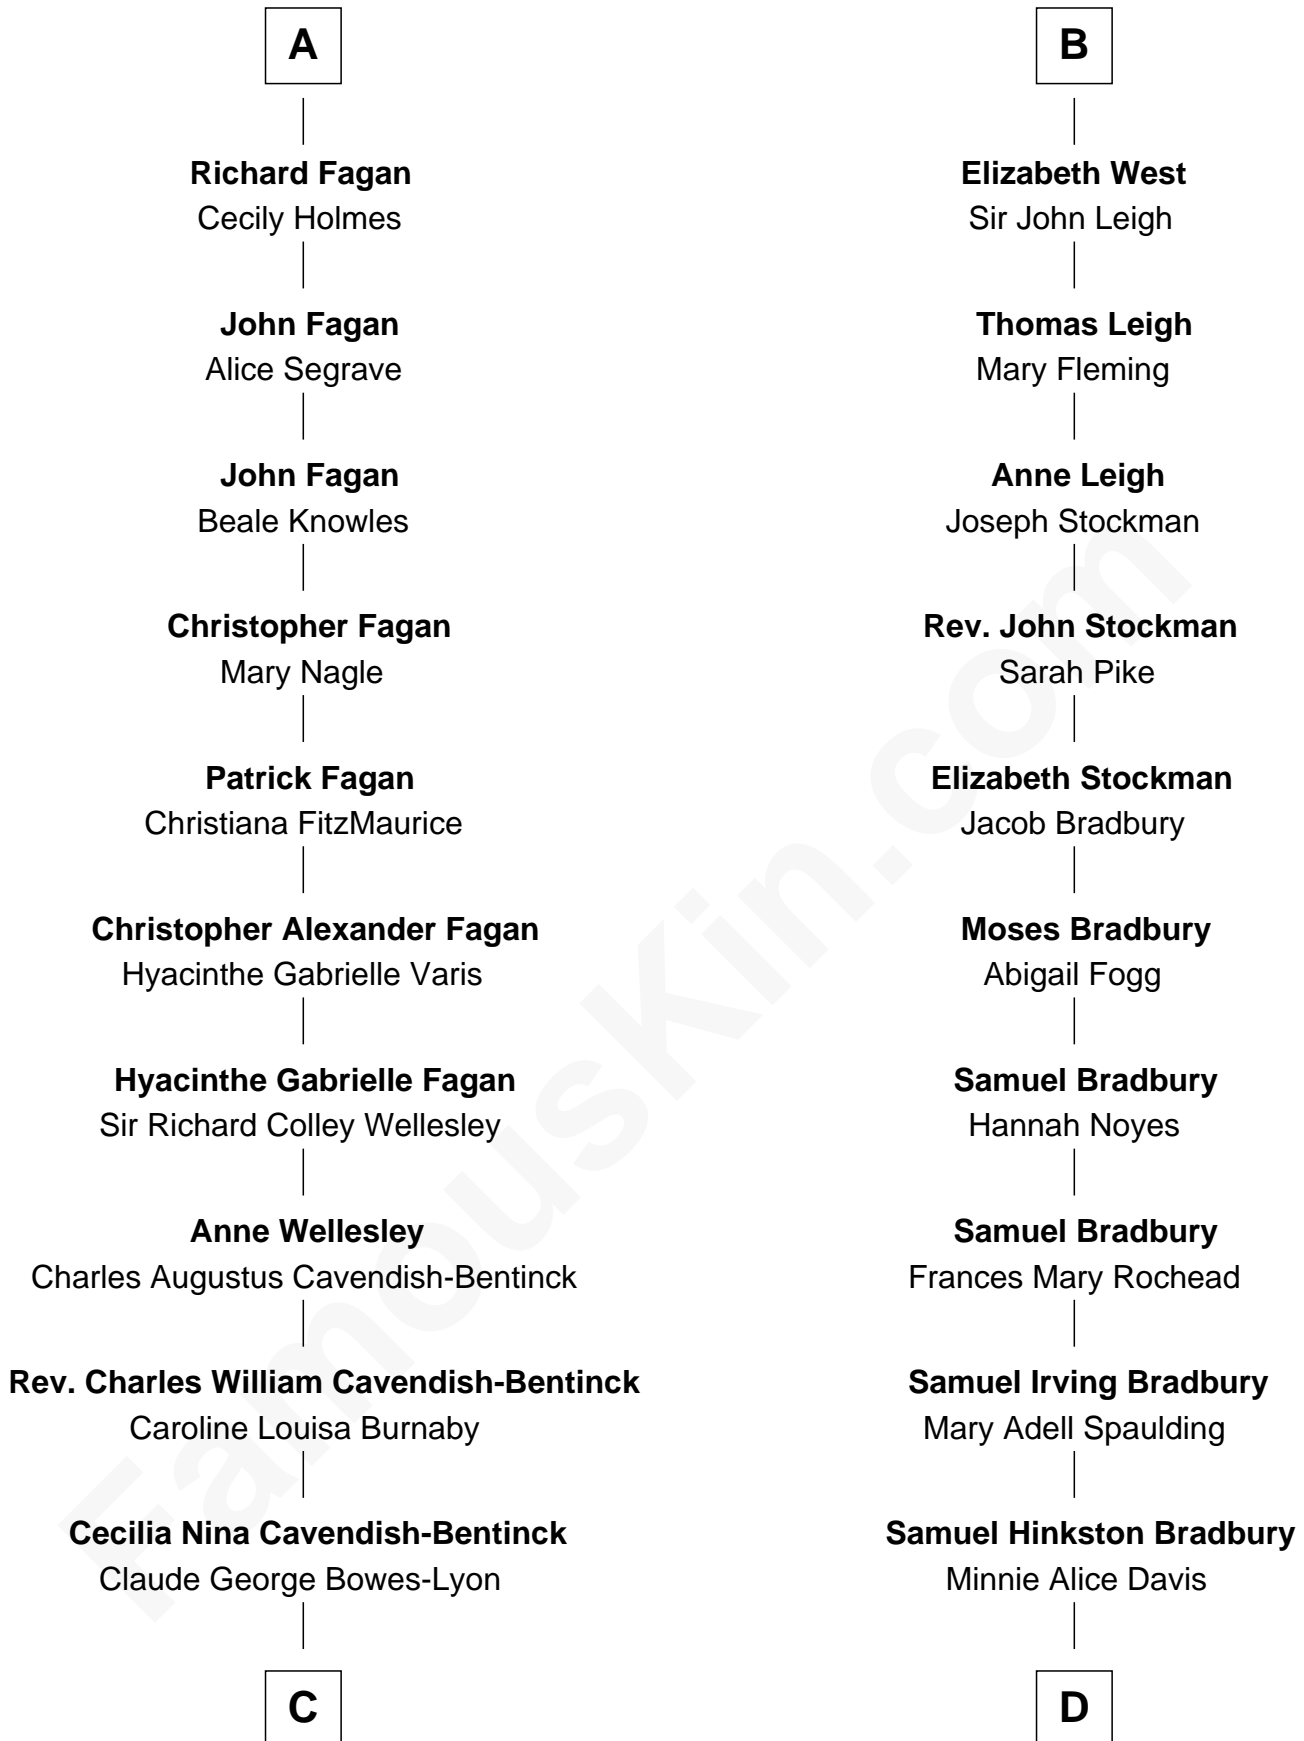 A
Richard Fagan
Cecily Holmes
John Fagan
Alice Segrave
John Fagan
Beale Knowles
Christopher Fagan
Mary Nagle
Patrick Fagan
Christiana FitzMaurice
Christopher Alexander Fagan
Hyacinthe Gabrielle Varis
Hyacinthe Gabrielle Fagan
Sir Richard Colley Wellesley
Anne Wellesley
Charles Augustus Cavendish-Bentinck
Rev. Charles William Cavendish-Bentinck
Caroline Louisa Burnaby
Cecilia Nina Cavendish-Bentinck
Claude George Bowes-Lyon
C
B
Elizabeth West
Sir John Leigh
Thomas Leigh
Mary Fleming
Anne Leigh
Joseph Stockman
Rev. John Stockman
Sarah Pike
Elizabeth Stockman
Jacob Bradbury
Moses Bradbury
Abigail Fogg
Samuel Bradbury
Hannah Noyes
Samuel Bradbury
Frances Mary Rochead
Samuel Irving Bradbury
Mary Adell Spaulding
Samuel Hinkston Bradbury
Minnie Alice Davis
D
FamousKin.com